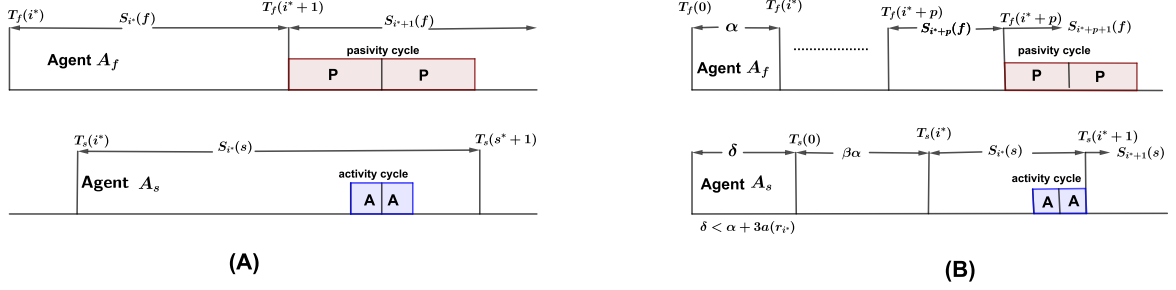 T_f(i*) S_{i*}(f) T_f(i*+1) S_{i*+1}(f)
pasivity cycle
Agent A_f
P P
T_s(i*) S_{i*}(s) T_s(s*+1)
activity cycle
Agent A_s
A A
(A)
T_f(0) T_f(i*) T_f(i*+p) T_f(i*+p)
α S_{i*+p}(f) S_{i*+p+1}(f)
pasivity cycle
Agent A_f
P P
T_s(0) T_s(i*) T_s(i*+1)
δ βα S_{i*}(s) S_{i*+1}(s)
activity cycle
Agent A_s
A A
δ < α + 3a(r_{i*})
(B)